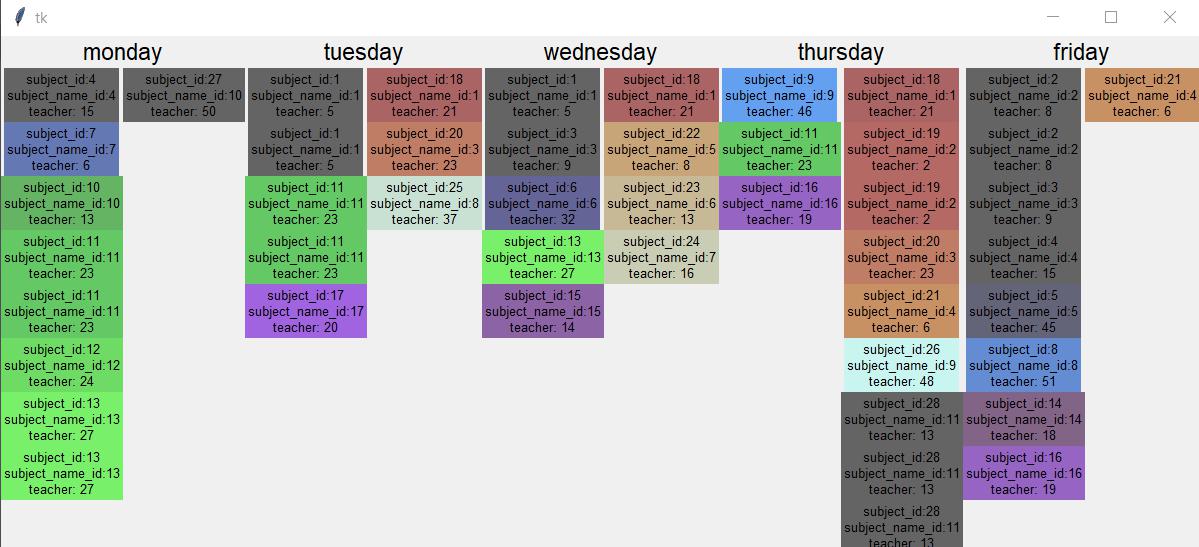 tk
monday
tuesday
wednesday
thursday
friday
subject_id:4
subject_name_id:4
teacher: 15
subject_id:7
subject_name_id:7
teacher: 6
subject_id:10
subject_name_id:10
teacher: 13
subject_id:11
subject_name_id:11
teacher: 23
subject_id:11
subject_name_id:11
teacher: 23
subject_id:12
subject_name_id:12
teacher: 24
subject_id:13
subject_name_id:13
teacher: 27
subject_id:13
subject_name_id:13
teacher: 27
subject_id:27
subject_name_id:10
teacher: 50
subject_id:1
subject_name_id:1
teacher: 5
subject_id:1
subject_name_id:1
teacher: 5
subject_id:11
subject_name_id:11
teacher: 23
subject_id:11
subject_name_id:11
teacher: 23
subject_id:17
subject_name_id:17
teacher: 20
subject_id:18
subject_name_id:1
teacher: 21
subject_id:20
subject_name_id:3
teacher: 23
subject_id:25
subject_name_id:8
teacher: 37
subject_id:1
subject_name_id:1
teacher: 5
subject_id:3
subject_name_id:3
teacher: 9
subject_id:6
subject_name_id:6
teacher: 32
subject_id:13
subject_name_id:13
teacher: 27
subject_id:15
subject_name_id:15
teacher: 14
subject_id:18
subject_name_id:1
teacher: 21
subject_id:22
subject_name_id:5
teacher: 8
subject_id:23
subject_name_id:6
teacher: 13
subject_id:24
subject_name_id:7
teacher: 16
subject_id:9
subject_name_id:9
teacher: 46
subject_id:11
subject_name_id:11
teacher: 23
subject_id:16
subject_name_id:16
teacher: 19
subject_id:18
subject_name_id:1
teacher: 21
subject_id:19
subject_name_id:2
teacher: 2
subject_id:19
subject_name_id:2
teacher: 2
subject_id:20
subject_name_id:3
teacher: 23
subject_id:21
subject_name_id:4
teacher: 6
subject_id:26
subject_name_id:9
teacher: 48
subject_id:28
subject_name_id:11
teacher: 13
subject_id:28
subject_name_id:11
teacher: 13
subject_id:28
subject_name_id:11
teacher: 13
subject_id:2
subject_name_id:2
teacher: 8
subject_id:2
subject_name_id:2
teacher: 8
subject_id:3
subject_name_id:3
teacher: 9
subject_id:4
subject_name_id:4
teacher: 15
subject_id:5
subject_name_id:5
teacher: 45
subject_id:8
subject_name_id:8
teacher: 51
subject_id:14
subject_name_id:14
teacher: 18
subject_id:16
subject_name_id:16
teacher: 19
subject_id:21
subject_name_id:4
teacher: 6